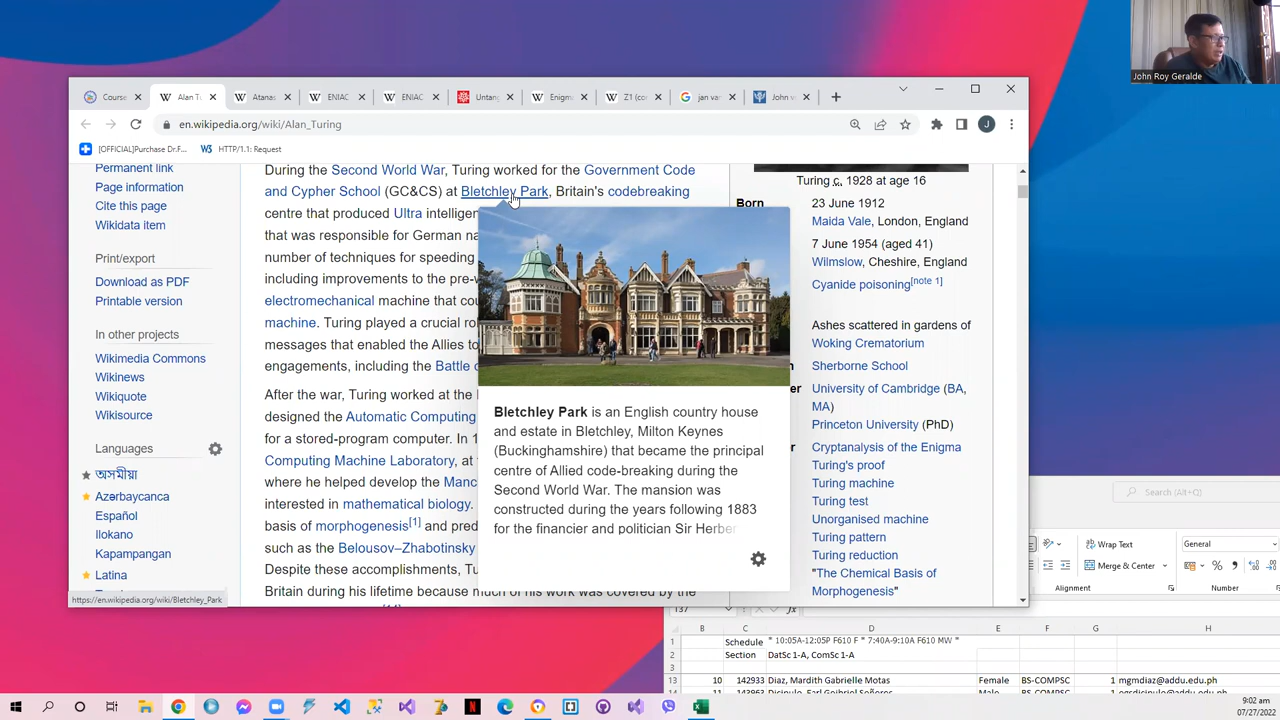 John Roy Geralde
Course
Alan T
Atanas
ENIAC
ENIAC
Untang
Enigm
Z1 (co
jan va
John v
en.wikipedia.org/wiki/Alan_Turing
[OFFICIAL]Purchase Dr.F...
HTTP/1.1: Request
Permanent link
Page information
Cite this page
Wikidata item
Print/export
Download as PDF
Printable version
In other projects
Wikimedia Commons
Wikinews
Wikiquote
Wikisource
Languages
অসমীয়া
Azərbaycanca
Español
Ilokano
Kapampangan
Latina
https://en.wikipedia.org/wiki/Bletchley_Park
During the Second World War, Turing worked for the Government Code
and Cypher School (GC&CS) at Bletchley Park, Britain's codebreaking
centre that produced Ultra intelligen
that was responsible for German na
number of techniques for speeding
including improvements to the pre-w
electromechanical machine that cou
machine. Turing played a crucial ro
messages that enabled the Allies to
engagements, including the Battle o
After the war, Turing worked at the
designed the Automatic Computing
for a stored-program computer. In 1
Computing Machine Laboratory, at
where he helped develop the Manc
interested in mathematical biology.
basis of morphogenesis[1] and pred
such as the Belousov–Zhabotinsky
Despite these accomplishments, Tu
Britain during his lifetime because much of his work was covered by the
Bletchley Park is an English country house
and estate in Bletchley, Milton Keynes
(Buckinghamshire) that became the principal
centre of Allied code-breaking during the
Second World War. The mansion was
constructed during the years following 1883
for the financier and politician Sir Herber
Turing c. 1928 at age 16
Born
23 June 1912
Maida Vale, London, England
7 June 1954 (aged 41)
Wilmslow, Cheshire, England
Cyanide poisoning[note 1]
Ashes scattered in gardens of
Woking Crematorium
Sherborne School
University of Cambridge (BA,
MA)
Princeton University (PhD)
Cryptanalysis of the Enigma
Turing's proof
Turing machine
Turing test
Unorganised machine
Turing pattern
Turing reduction
"The Chemical Basis of
Morphogenesis"
Search (Alt+Q)
Wrap Text
General
Merge & Center
% 
Alignment
Number
137
fx
B C D E F G H
1 Schedule * 10:05A-12:05P F610 F * 7:40A-9:10A F610 MW *
2 Section DatSc 1-A, ComSc 1-A
3
13 10 142933 Diaz, Mardith Gabrielle Motas Female BS-COMPSC 1 mgmdiaz@addu.edu.ph
9:02 am
07/27/2022